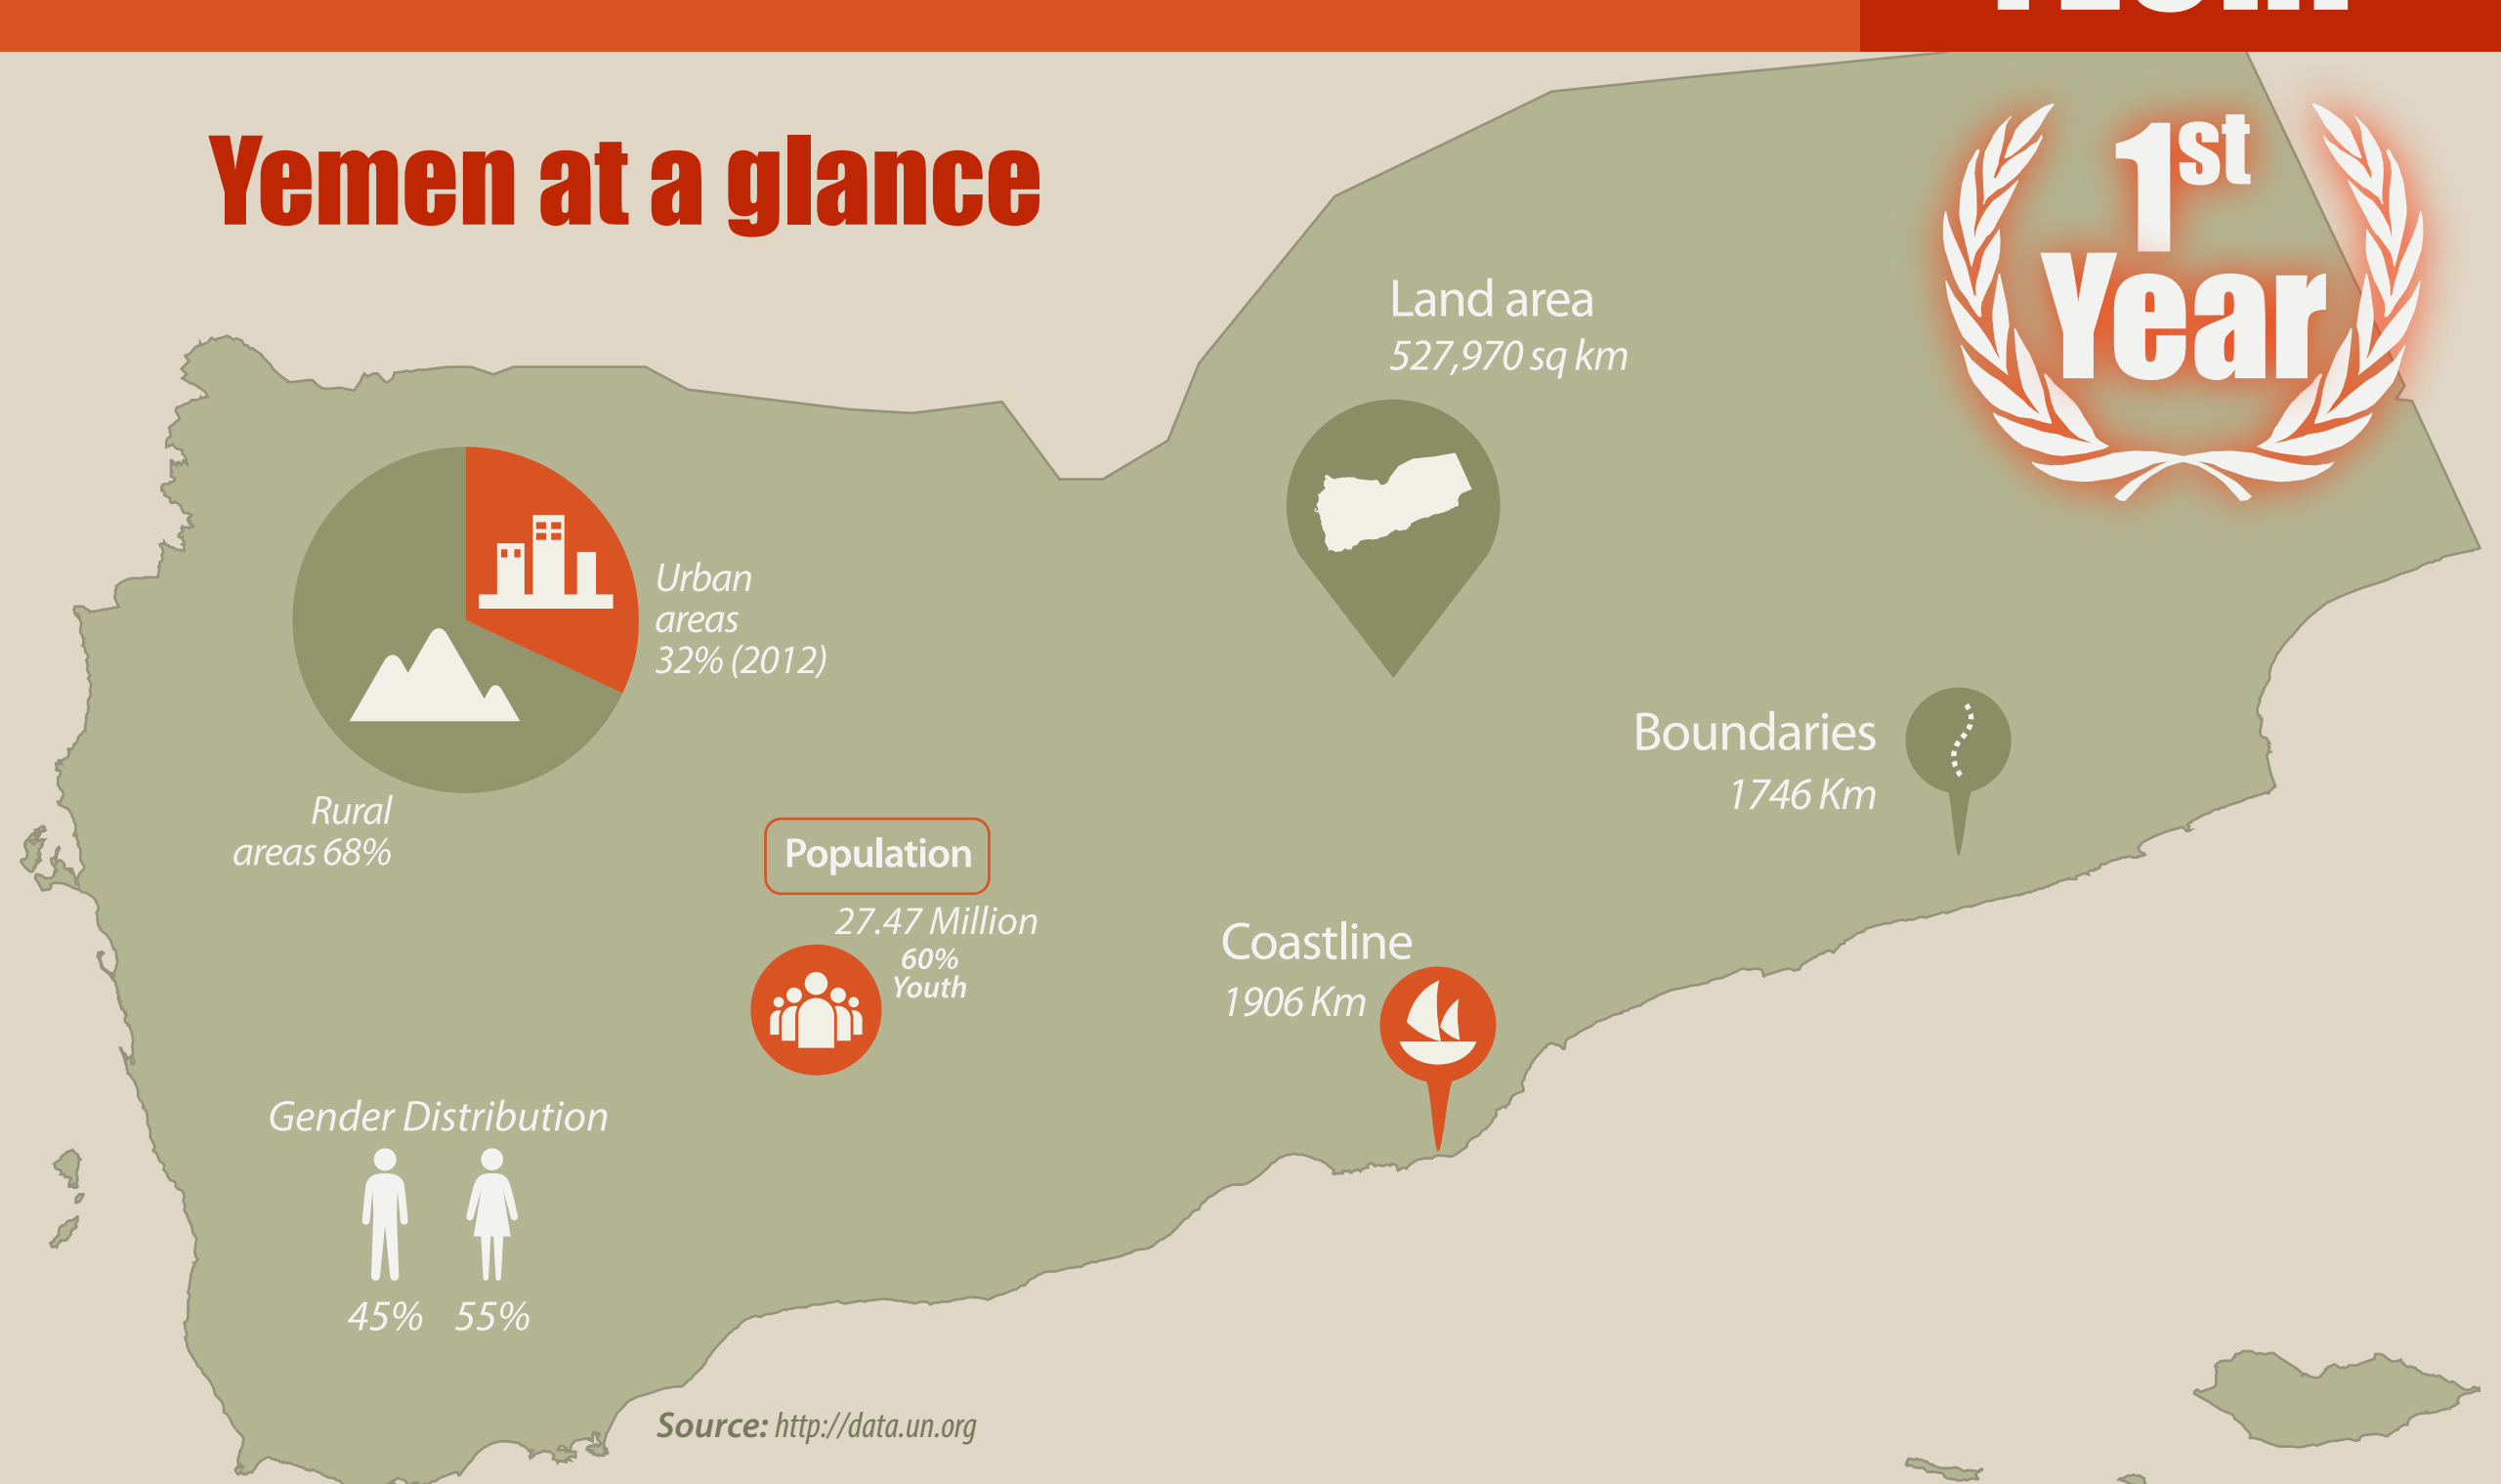 Yemen at a glance
1st
Year
Land area
527,970 sq km
Urban
areas
32% (2012)
Rural
areas 68%
Boundaries
1746 Km
Population
27.47 Million
60%
Youth
Coastline
1906 Km
Gender Distribution
45% 55%
Source: http://data.un.org